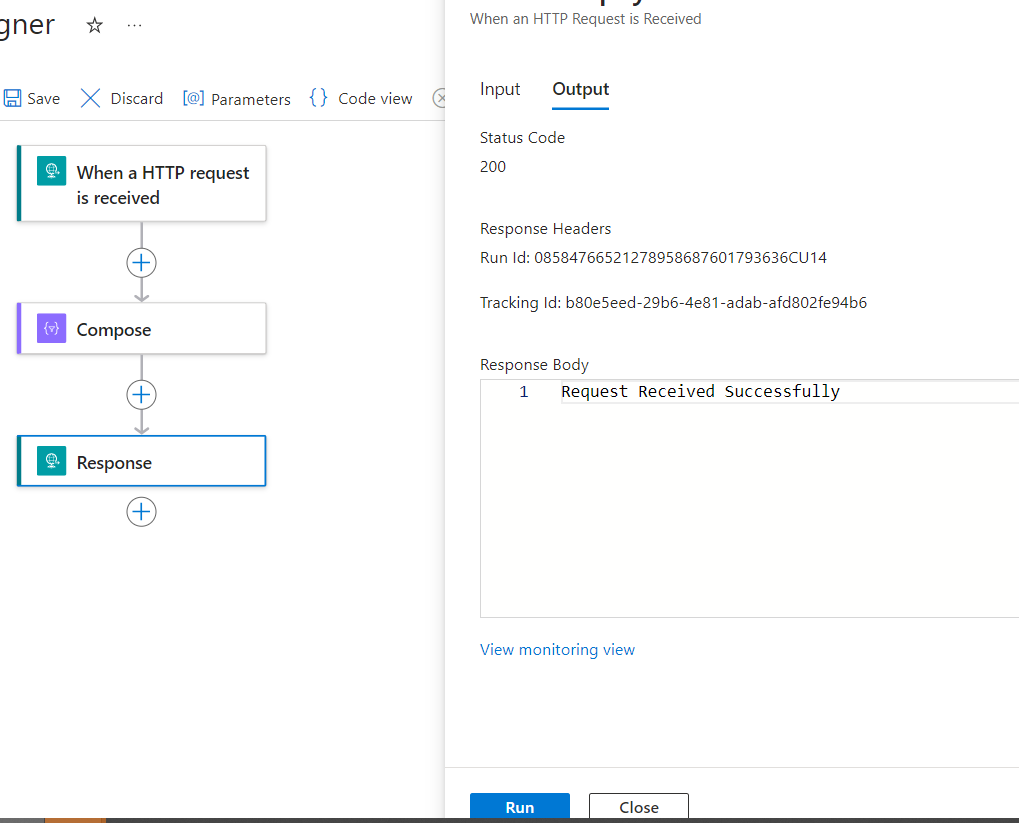 gner
Save
Discard
[@] Parameters
{} Code view
When a HTTP request
is received
Compose
Response
When an HTTP Request is Received
Input
Output
Status Code
200
Response Headers
Run Id: 08584766521278958687601793636CU14
Tracking Id: b80e5eed-29b6-4e81-adab-afd802fe94b6
Response Body
1 Request Received Successfully
View monitoring view
Run
Close